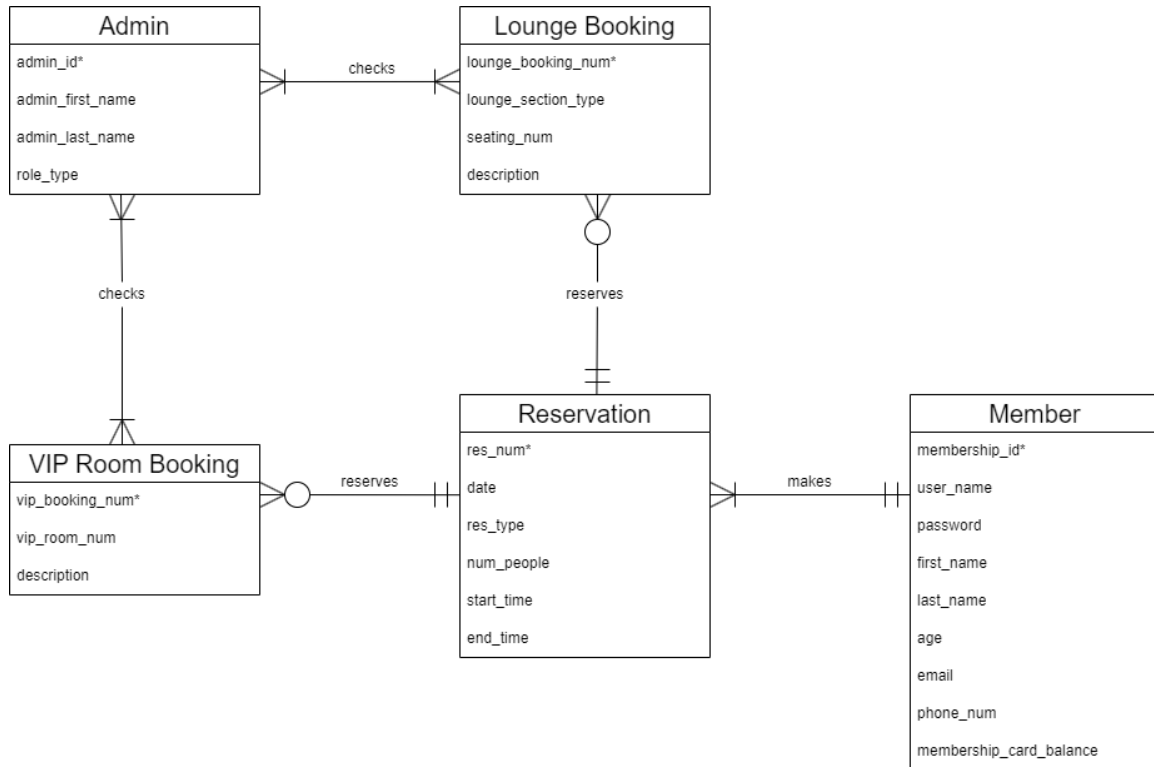 Admin
admin_id*
admin_first_name
admin_last_name
role_type
checks
Lounge Booking
lounge_booking_num*
lounge_section_type
seating_num
description
checks
reserves
VIP Room Booking
vip_booking_num*
vip_room_num
description
reserves
Reservation
res_num*
date
res_type
num_people
start_time
end_time
makes
Member
membership_id*
user_name
password
first_name
last_name
age
email
phone_num
membership_card_balance